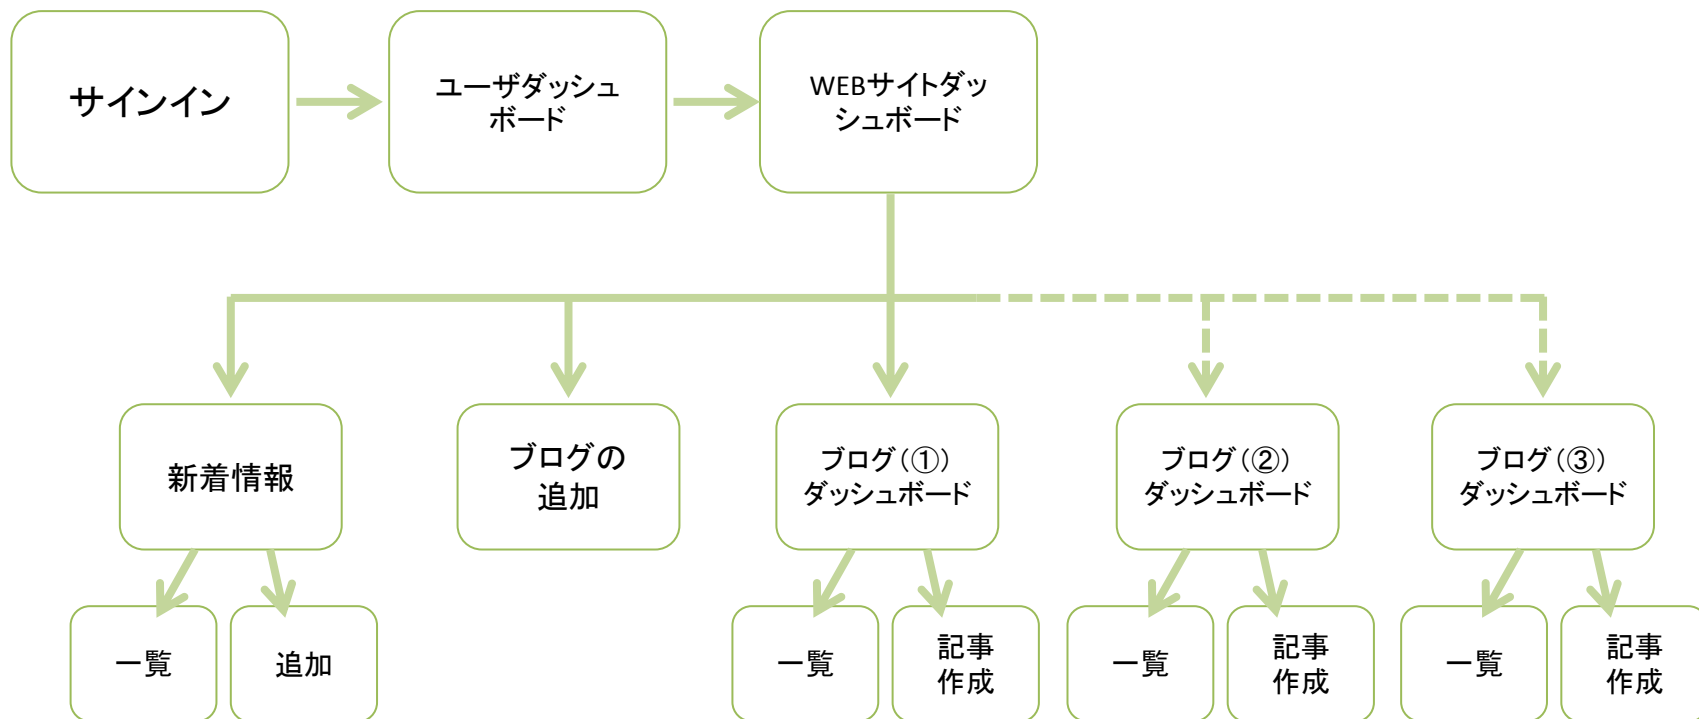 サインイン
ユーザダッシュ
ボード
WEBサイトダッ
シュボード
新着情報
ブログの
追加
ブログ(①)
ダッシュボード
ブログ(②)
ダッシュボード
ブログ(③)
ダッシュボード
一覧
追加
一覧
記事
作成
一覧
記事
作成
一覧
記事
作成